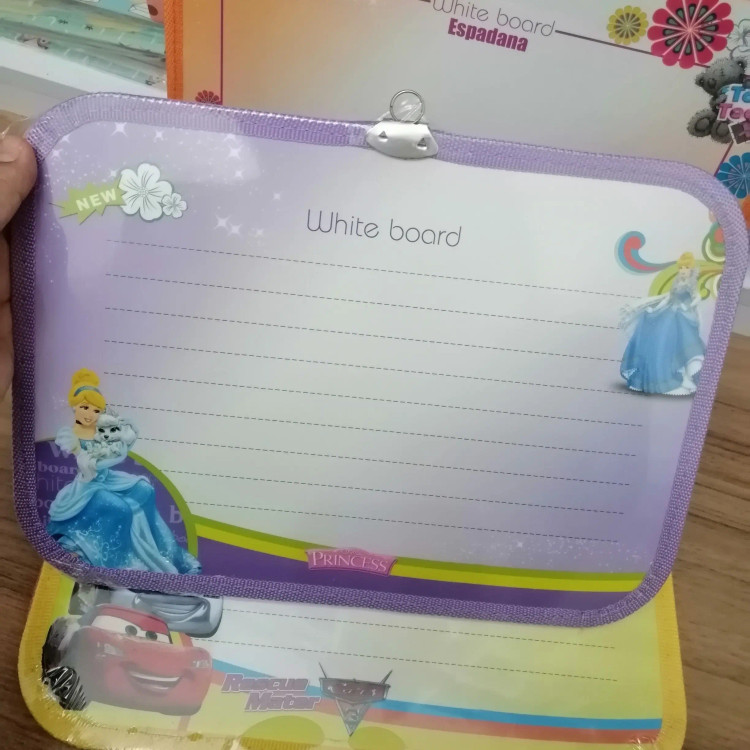 White board
Espadana
NEW
White board
PRINCESS
Rescue
Mater